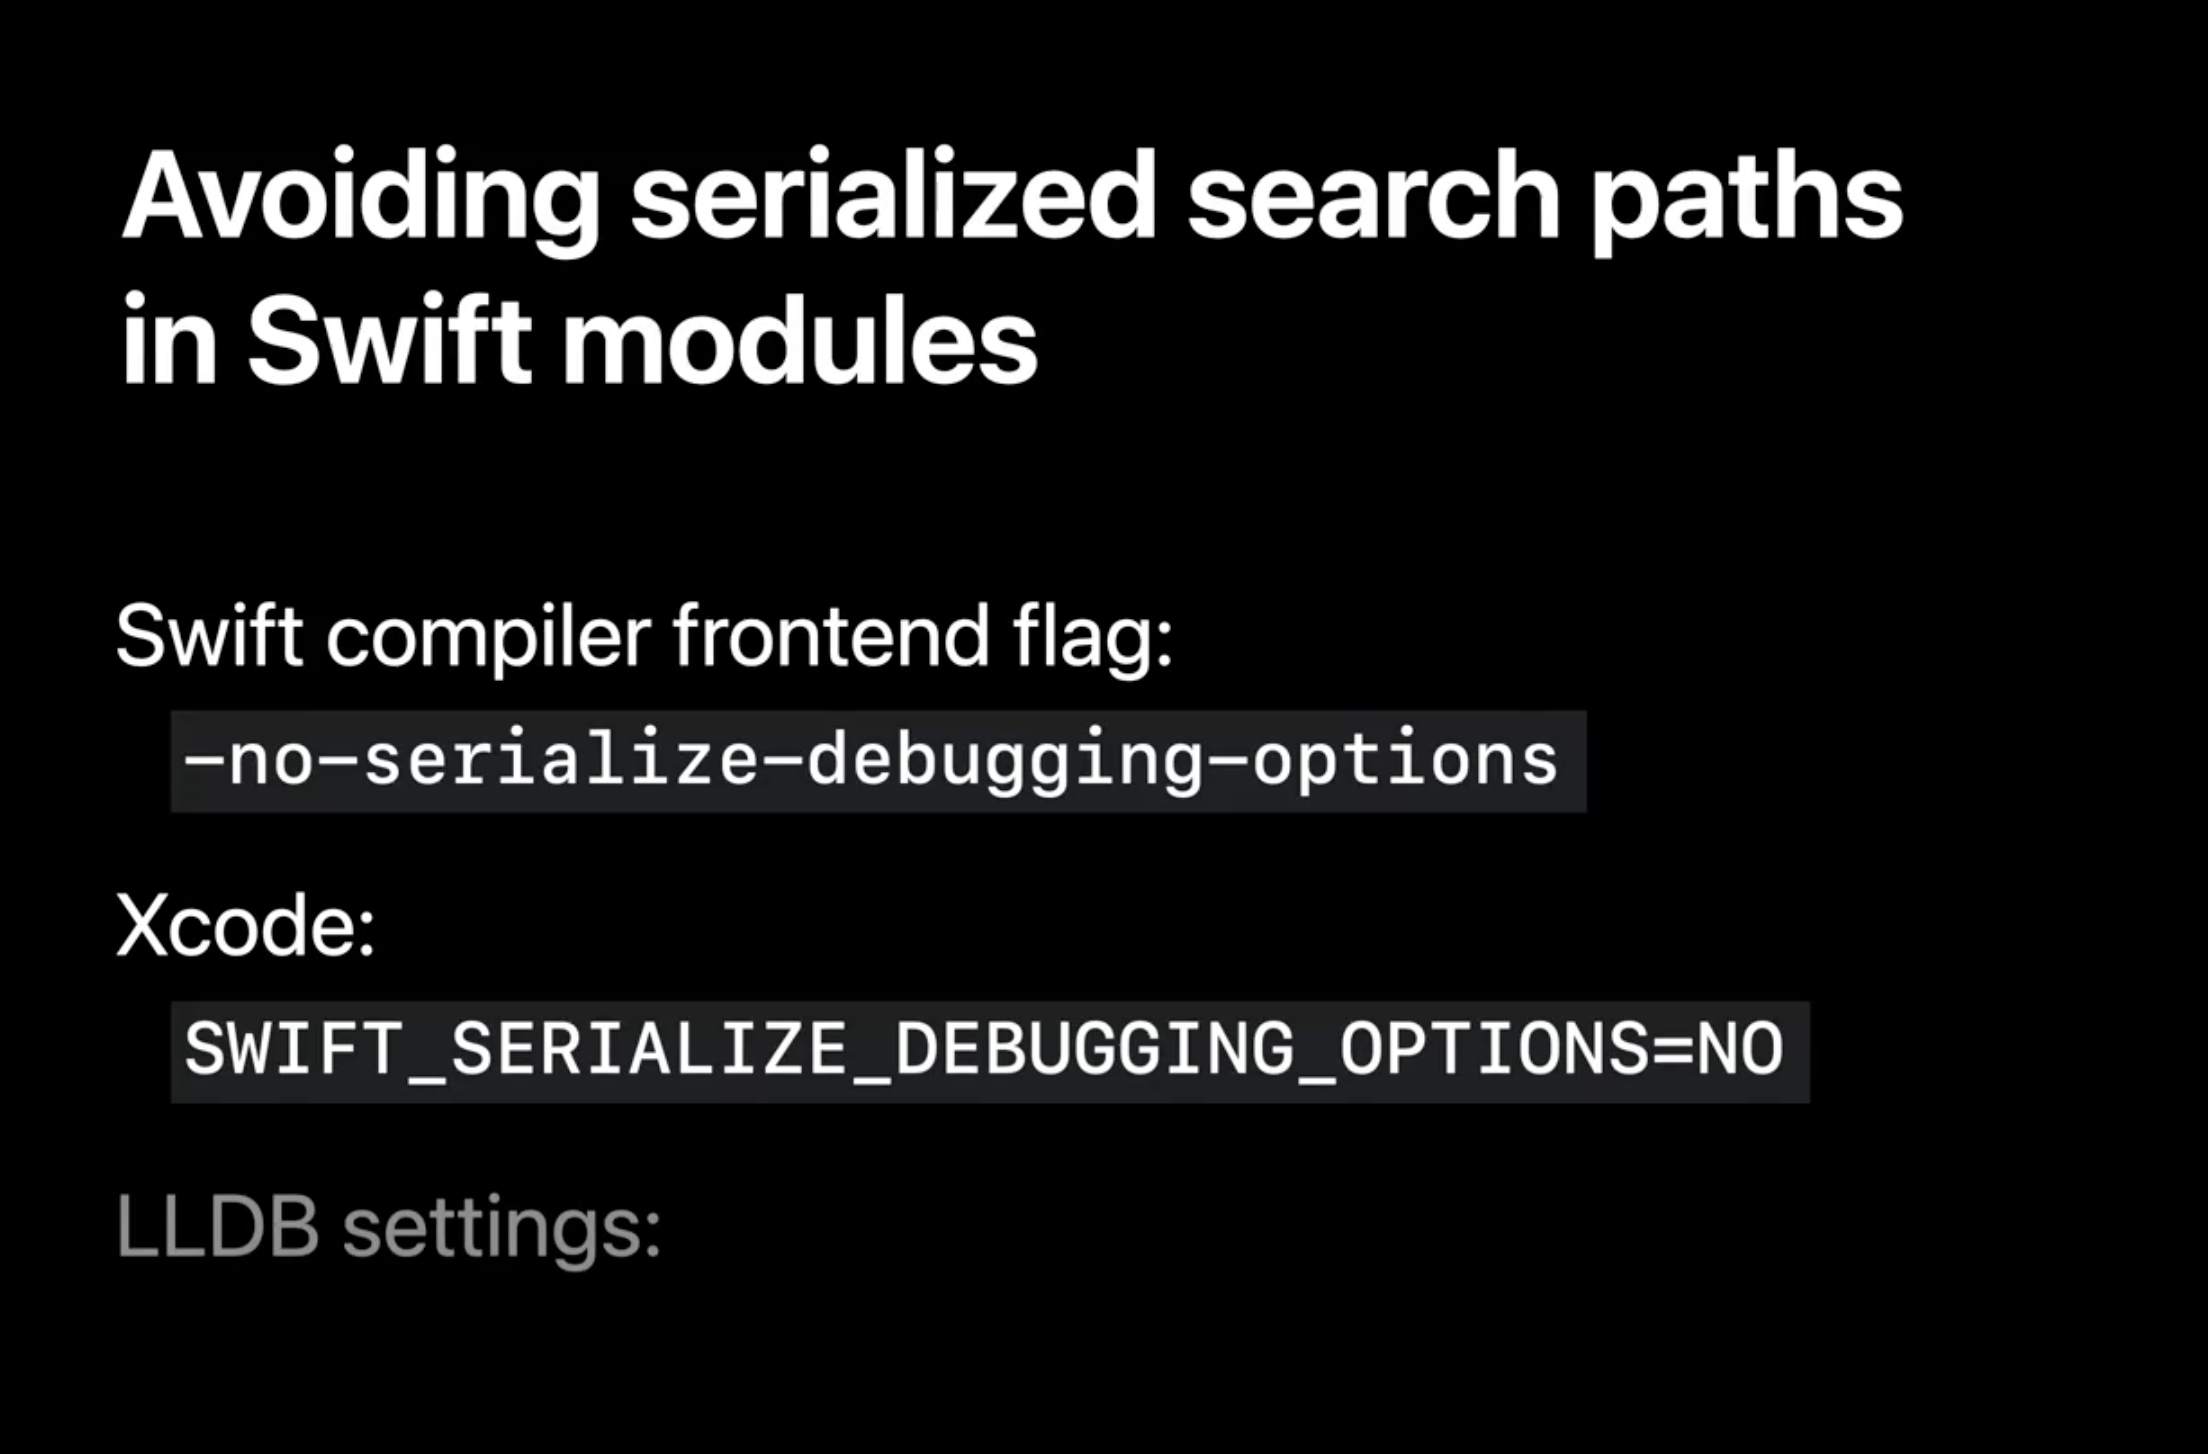 Avoiding serialized search paths
in Swift modules
Swift compiler frontend flag:
-no-serialize-debugging-options
Xcode:
SWIFT_SERIALIZE_DEBUGGING_OPTIONS=NO
LLDB settings: